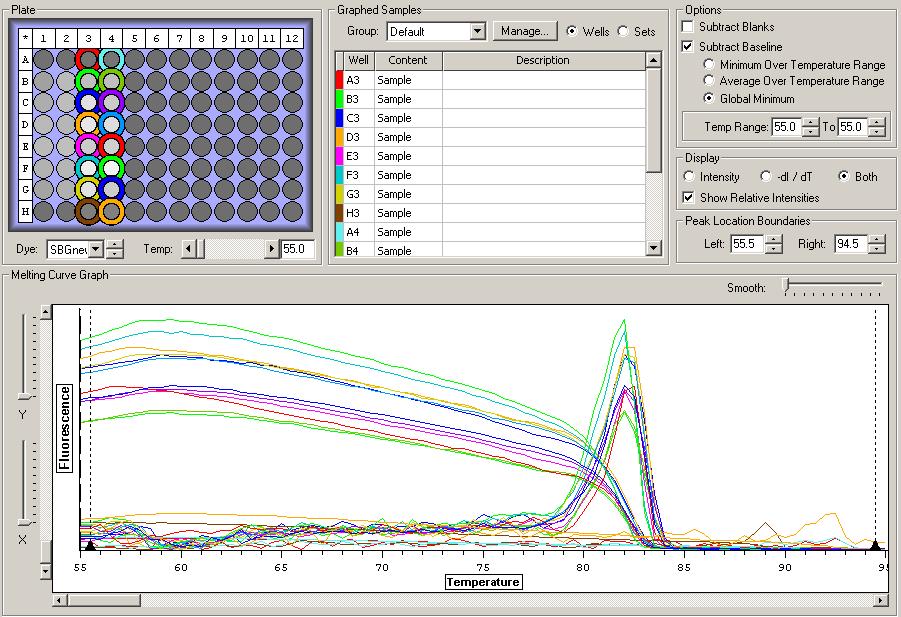 Plate
* 1 2 3 4 5 6 7 8 9 10 11 12
A
B
C
D
E
F
G
H
Dye: SBGnew Temp: 55.0
Graphed Samples
Group: Default Manage... Wells Sets
Well Content Description
A3 Sample
B3 Sample
C3 Sample
D3 Sample
E3 Sample
F3 Sample
G3 Sample
H3 Sample
A4 Sample
B4 Sample
Options
Subtract Blanks
Subtract Baseline
Minimum Over Temperature Range
Average Over Temperature Range
Global Minimum
Temp Range: 55.0 To 55.0
Display
Intensity -dI / dT Both
Show Relative Intensities
Peak Location Boundaries
Left: 55.5 Right: 94.5
Melting Curve Graph
Smooth:
Y
X
Fluorescence
55 60 65 70 75 80 85 90 95
Temperature